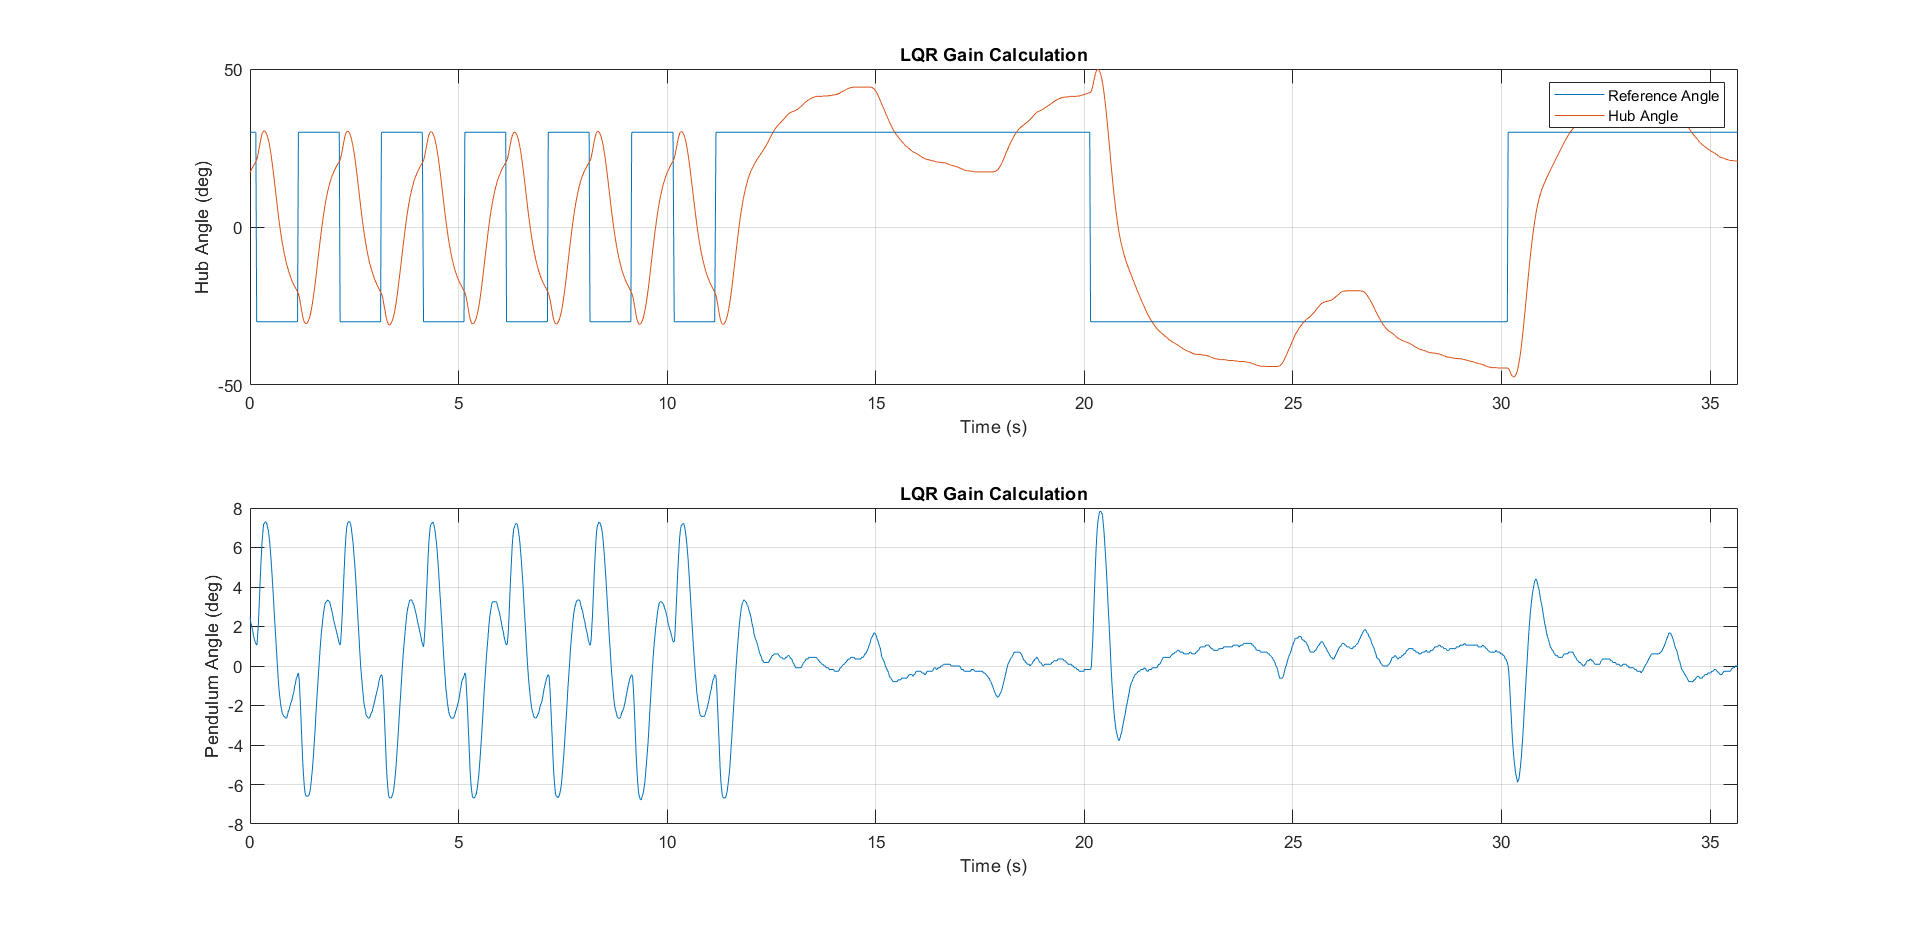 LQR Gain Calculation
50
0
-50
Hub Angle (deg)
Reference Angle
Hub Angle
0 5 10 15 20 25 30 35
Time (s)
LQR Gain Calculation
8
6
4
2
0
-2
-4
-6
-8
Pendulum Angle (deg)
0 5 10 15 20 25 30 35
Time (s)